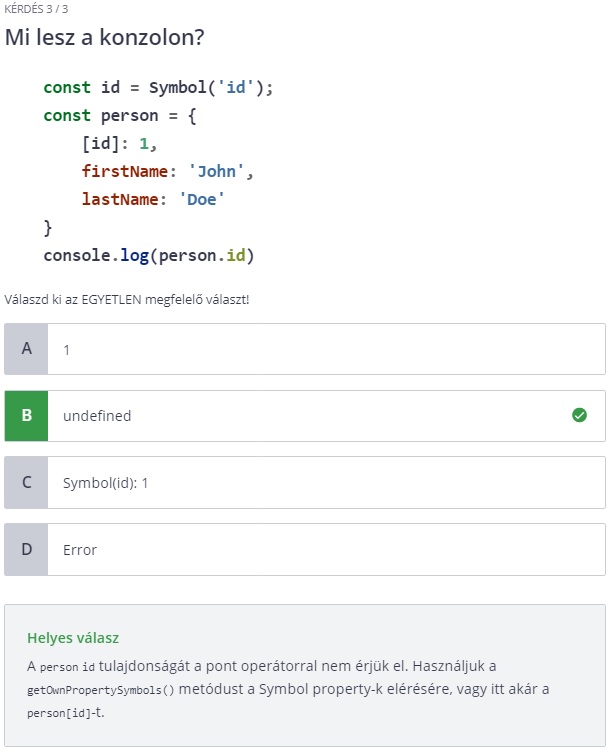 KÉRDÉS 3 / 3
Mi lesz a konzolon?
const id = Symbol('id');
const person = {
    [id]: 1,
    firstName: 'John',
    lastName: 'Doe'
}
console.log(person.id)
Válaszd ki az EGYETLEN megfelelő választ!
A 1
B undefined
C Symbol(id): 1
D Error
Helyes válasz
A person id tulajdonságát a pont operátorral nem érjük el. Használjuk a
getOwnPropertySymbols() metódust a Symbol property-k elérésére, vagy itt akár a
person[id]-t.